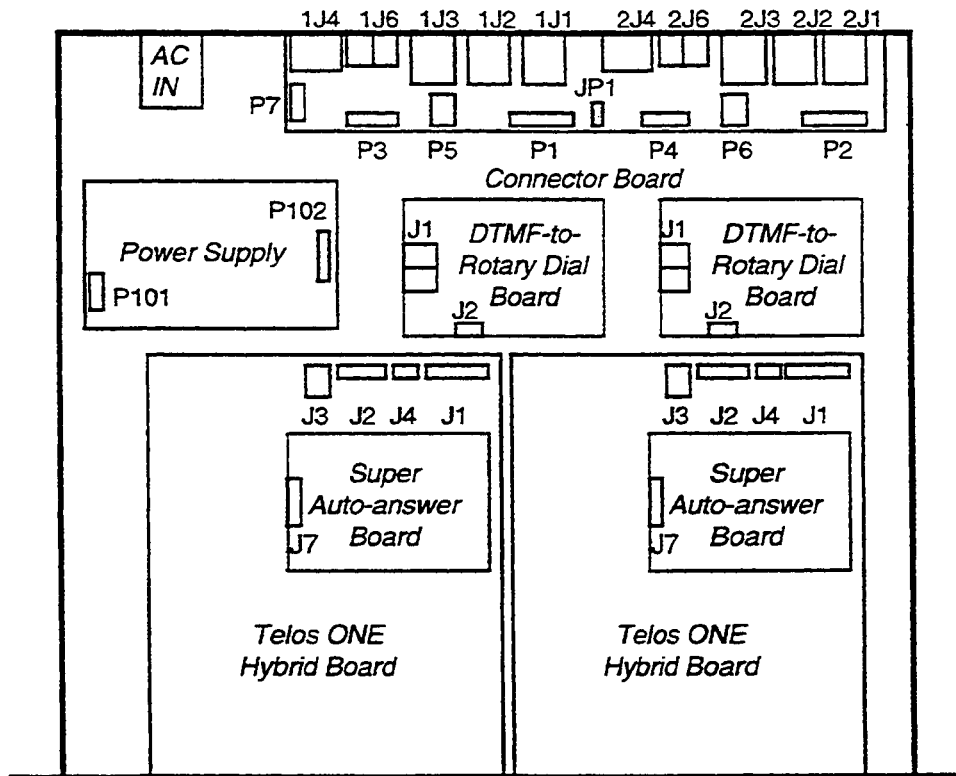 1J4 1J6 1J3 1J2 1J1 2J4 2J6 2J3 2J2 2J1
AC
IN
P7
JP1
P3 P5 P1 P4 P6 P2
Connector Board
P102
Power Supply
P101
J1
DTMF-to-
Rotary Dial
Board
J2
J1
DTMF-to-
Rotary Dial
Board
J2
J3 J2 J4 J1
Super
Auto-answer
Board
J7
Telos ONE
Hybrid Board
J3 J2 J4 J1
Super
Auto-answer
Board
J7
Telos ONE
Hybrid Board